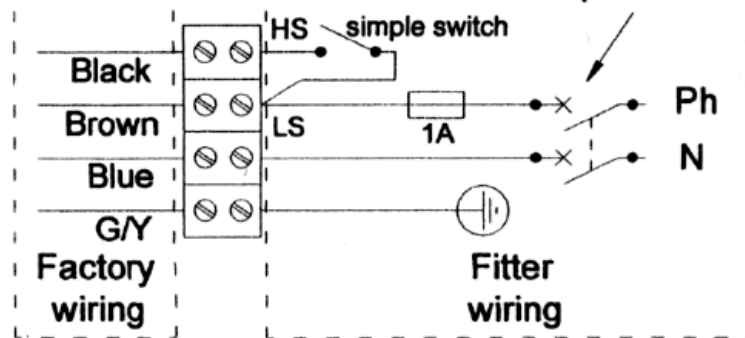 HS
simple switch
Black
Brown
LS
1A
Ph
Blue
N
G/Y
Factory
wiring
Fitter
wiring